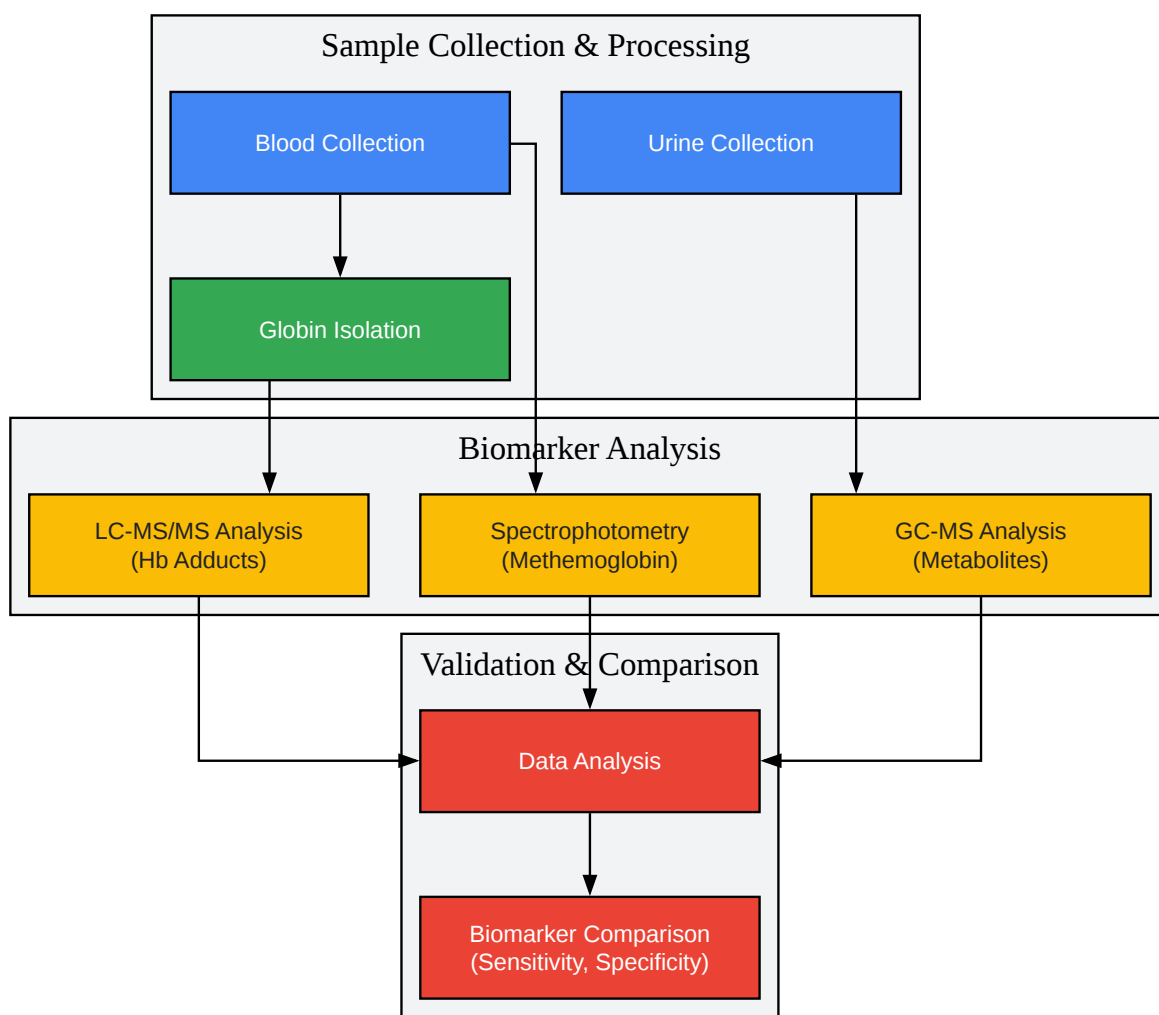 Sample Collection & Processing
Blood Collection
Urine Collection
Globin Isolation
Biomarker Analysis
LC-MS/MS Analysis
(Hb Adducts)
Spectrophotometry
(Methemoglobin)
GC-MS Analysis
(Metabolites)
Validation & Comparison
Data Analysis
Biomarker Comparison
(Sensitivity, Specificity)